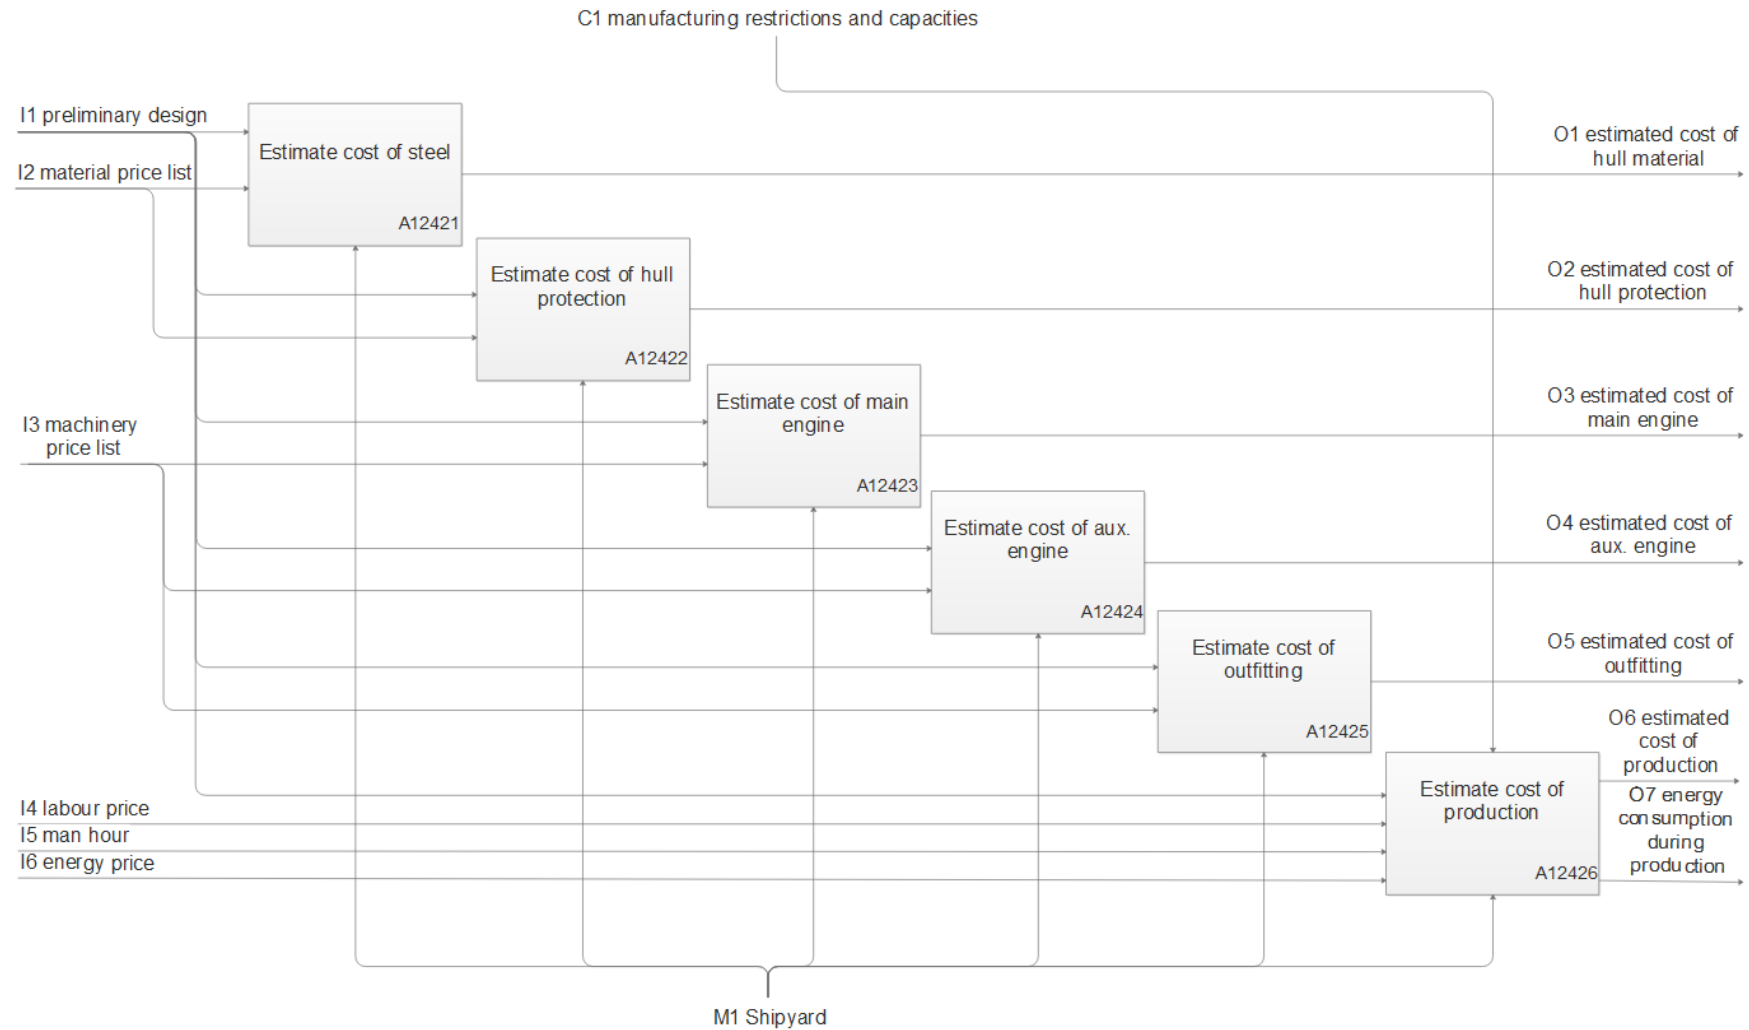 C1 manufacturing restrictions and capacities
I1 preliminary design
I2 material price list
Estimate cost of steel
A12421
O1 estimated cost of
hull material
Estimate cost of hull
protection
A12422
O2 estimated cost of
hull protection
I3 machinery
price list
Estimate cost of main
engine
A12423
O3 estimated cost of
main engine
Estimate cost of aux.
engine
A12424
O4 estimated cost of
aux. engine
Estimate cost of
outfitting
A12425
O5 estimated cost of
outfitting
I4 labour price
I5 man hour
I6 energy price
Estimate cost of
production
A12426
O6 estimated
cost of
production
O7 energy
consumption
during
production
M1 Shipyard